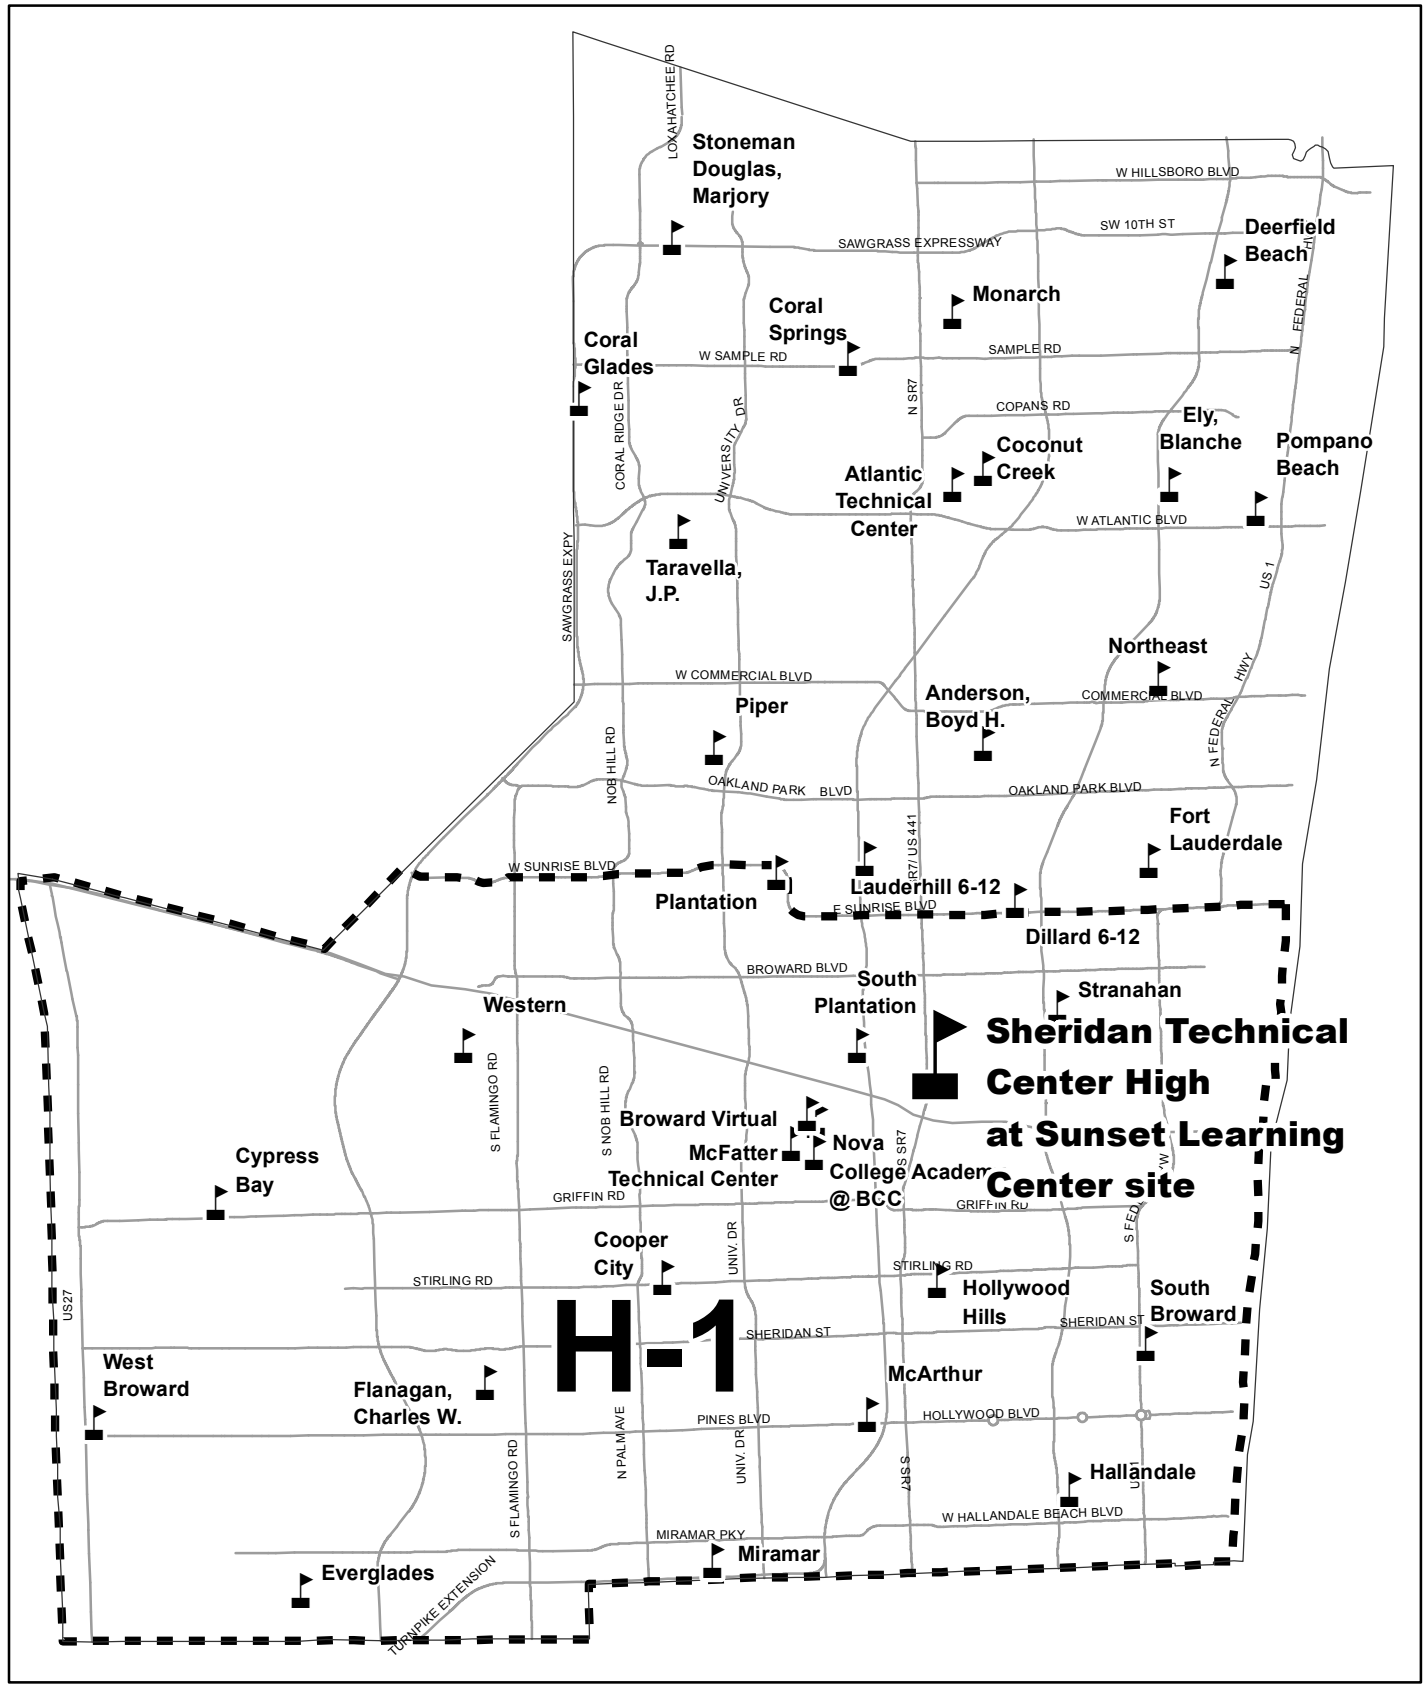 LOXAHATCHEE RD
Stoneman
Douglas,
Marjory
W HILLSBORO BLVD
SW 10TH ST
SAWGRASS EXPRESSWAY
Deerfield
Beach
N FEDERAL
Monarch
Coral
Springs
Coral
Glades
W SAMPLE RD
SAMPLE RD
CORAL RIDGE DR
UNIVERSITY DR
N SR7
COPANS RD
Ely,
Blanche
Pompano
Beach
Coconut
Creek
Atlantic
Technical
Center
W ATLANTIC BLVD
SAWGRASS EXPY
Taravella,
J.P.
US 1
Northeast
W COMMERCIAL BLVD
COMMERCIAL BLVD
Anderson,
Boyd H.
N FEDERAL HWY
Piper
NOB HILL RD
OAKLAND PARK BLVD
OAKLAND PARK BLVD
SR7/ US 441
Fort
Lauderdale
W SUNRISE BLVD
Plantation
Lauderhill 6-12
E SUNRISE BLVD
Dillard 6-12
BROWARD BLVD
South
Plantation
Stranahan
Western
Sheridan Technical
Center High
at Sunset Learning
Center site
S FLAMINGO RD
S NOB HILL RD
Broward Virtual
McFatter
Technical Center
Nova
College Academ
@ BCC
S SR7
Cypress
Bay
GRIFFIN RD
GRIFFIN RD
S FED
Cooper
City
UNIV. DR
STIRLING RD
STIRLING RD
Hollywood
Hills
South
Broward
US27
H-1
SHERIDAN ST
SHERIDAN ST
West
Broward
Flanagan,
Charles W.
McArthur
PINES BLVD
HOLLYWOOD BLVD
N PALM AVE
UNIV. DR
S FLAMINGO RD
S SR7
Hallandale
US1
W HALLANDALE BEACH BLVD
MIRAMAR PKY
Miramar
Everglades
TURNPIKE EXTENSION